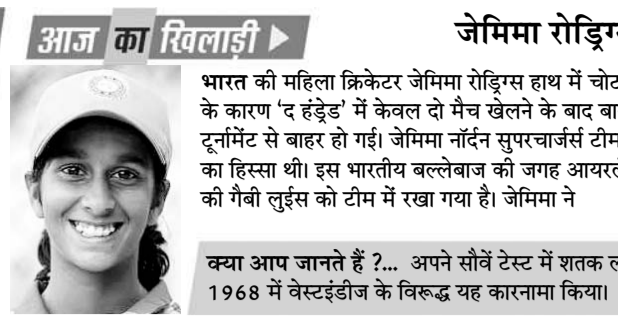 आज का खिलाड़ी
जेमिमा रोड्रिग्स
भारत की महिला क्रिकेटर जेमिमा रोड्रिग्स हाथ में चोट
के कारण ‘द हंड्रेड’ में केवल दो मैच खेलने के बाद
टूर्नामेंट से बाहर हो गई। जेमिमा नॉर्दन सुपरचार्जर्स टीम
का हिस्सा थी। इस भारतीय बल्लेबाज की जगह
की गैबी लुईस को टीम में रखा गया है। जेमिमा ने
क्या आप जानते हैं ?... अपने सौवें टेस्ट में शतक
1968 में वेस्टइंडीज के विरूद्ध यह कारनामा किया।